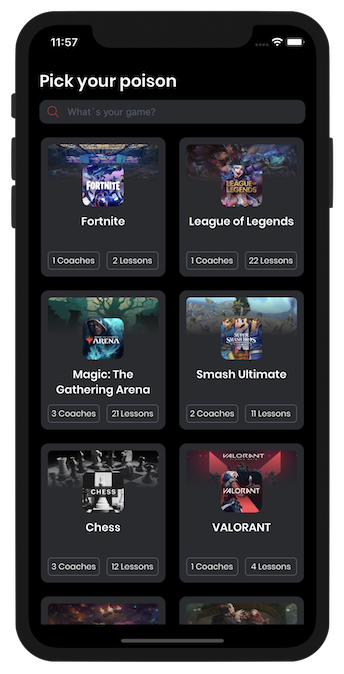 11:57
Pick your poison
What´s your game?
FORTNITE
Fortnite
1 Coaches
2 Lessons
LEAGUE OF
LEGENDS
League of Legends
1 Coaches
22 Lessons
ARENA
Magic: The
Gathering Arena
3 Coaches
21 Lessons
SUPER
SMASH BROS
Smash Ultimate
2 Coaches
11 Lessons
CHESS
Chess
3 Coaches
12 Lessons
VALORANT
VALORANT
VALORANT
1 Coaches
4 Lessons